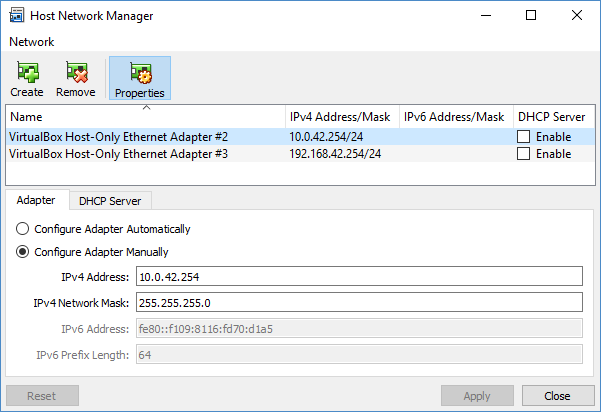 Host Network Manager
Network
Create Remove Properties
Name IPv4 Address/Mask IPv6 Address/Mask DHCP Server
VirtualBox Host-Only Ethernet Adapter #2 10.0.42.254/24 Enable
VirtualBox Host-Only Ethernet Adapter #3 192.168.42.254/24 Enable
Adapter DHCP Server
Configure Adapter Automatically
Configure Adapter Manually
IPv4 Address: 10.0.42.254
IPv4 Network Mask: 255.255.255.0
IPv6 Address: fe80::f109:8116:fd70:d1a5
IPv6 Prefix Length: 64
Reset Apply Close